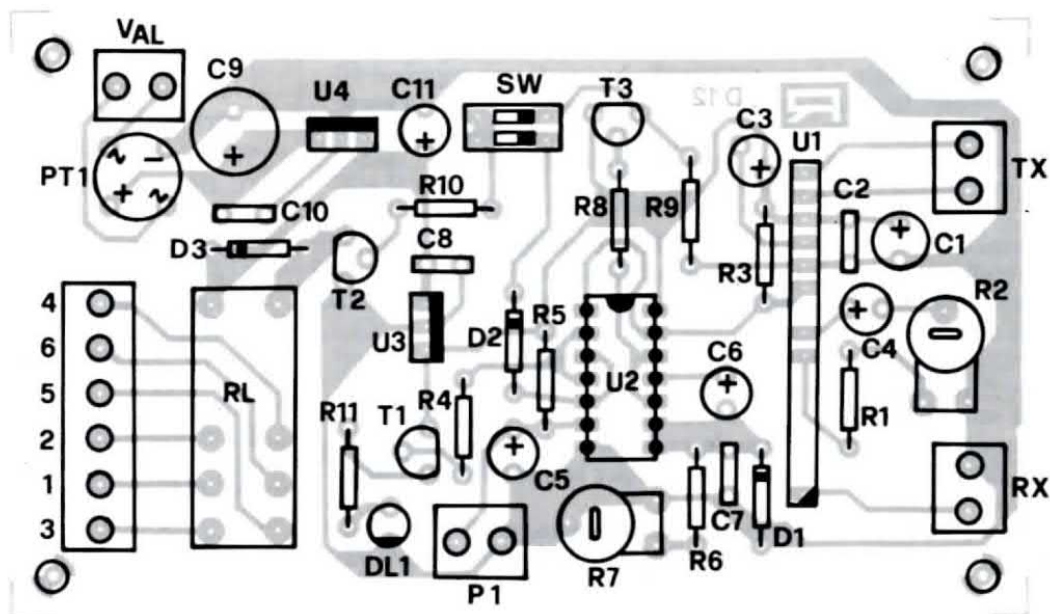 VAL
C9
U4
C11
SW
T3
D12
C3
U1
PT1
+
~
-
+
~
+
+
TX
R10
C10
R8
R9
C2
+
C1
D3
T2
C8
R3
R2
4
6
5
2
1
3
RL
U3
D2
R5
U2
C6
+
+
C4
R11
T1
R4
+
C5
R1
RX
DL1
P1
R7
R6
C7
D1